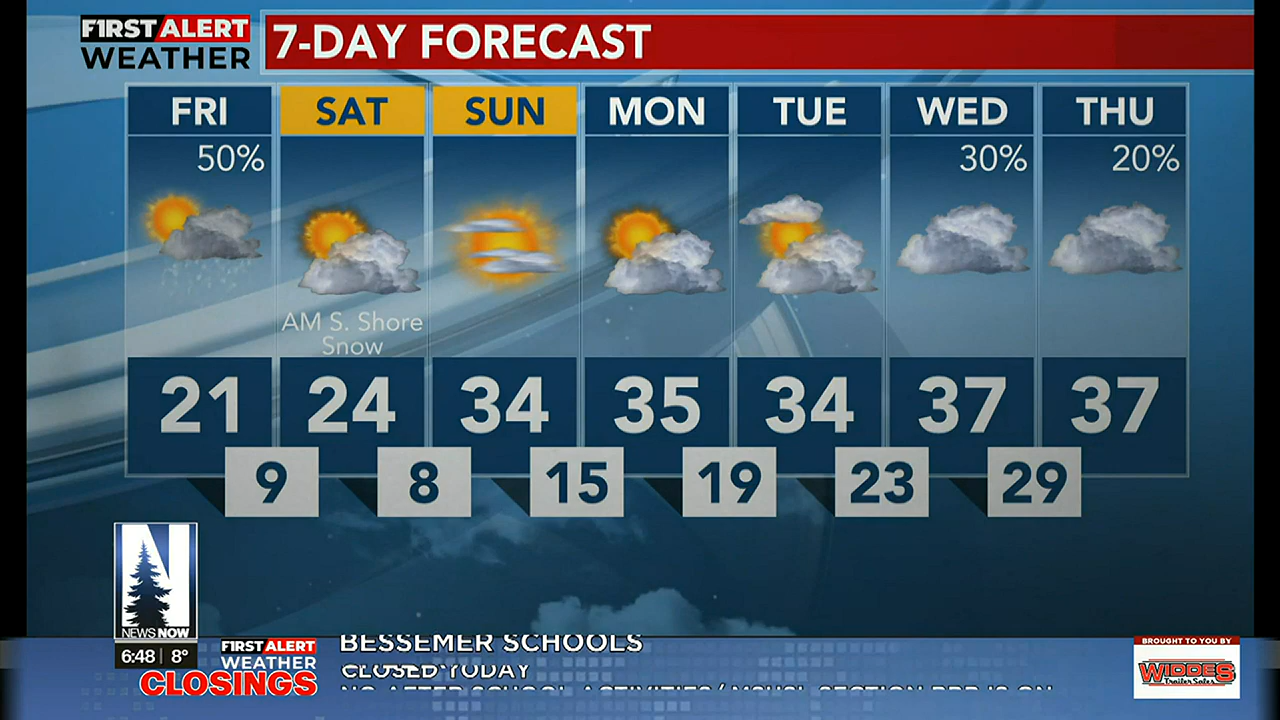 FIRST ALERT
WEATHER
7-DAY FORECAST
FRI SAT SUN MON TUE WED THU
50% 30% 20%
AM S. Shore
Snow
21 24 34 35 34 37 37
9 8 15 19 23 29
N
NEWS NOW
6:48 8°
FIRST ALERT
WEATHER
CLOSINGS
BESSEMER SCHOOLS
CLOSED TODAY
BROUGHT TO YOU BY
WIDDES
Trailer Sales